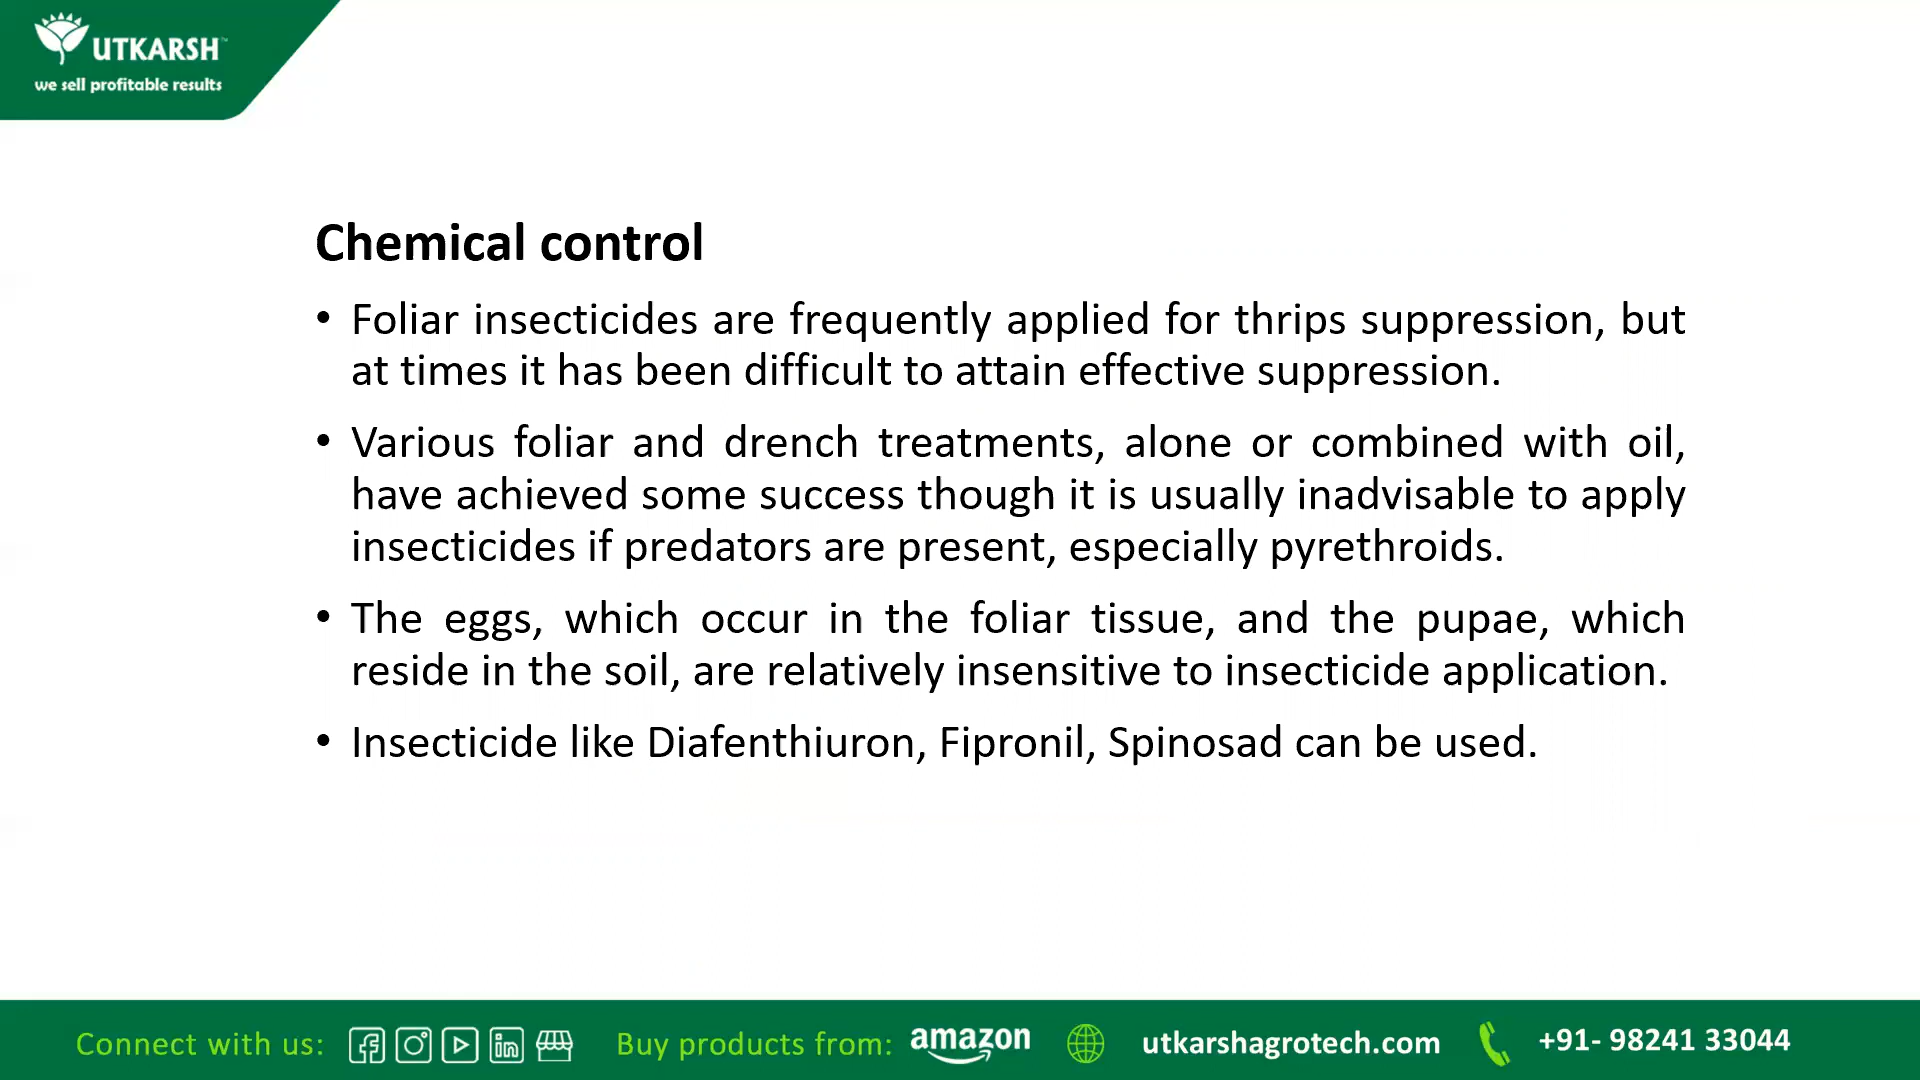 UTKARSH™
we sell profitable results
Chemical control
• Foliar insecticides are frequently applied for thrips suppression, but
at times it has been difficult to attain effective suppression.
• Various foliar and drench treatments, alone or combined with oil,
have achieved some success though it is usually inadvisable to apply
insecticides if predators are present, especially pyrethroids.
• The eggs, which occur in the foliar tissue, and the pupae, which
reside in the soil, are relatively insensitive to insecticide application.
• Insecticide like Diafenthiuron, Fipronil, Spinosad can be used.
Connect with us: Buy products from: amazon utkarshagrotech.com +91- 98241 33044